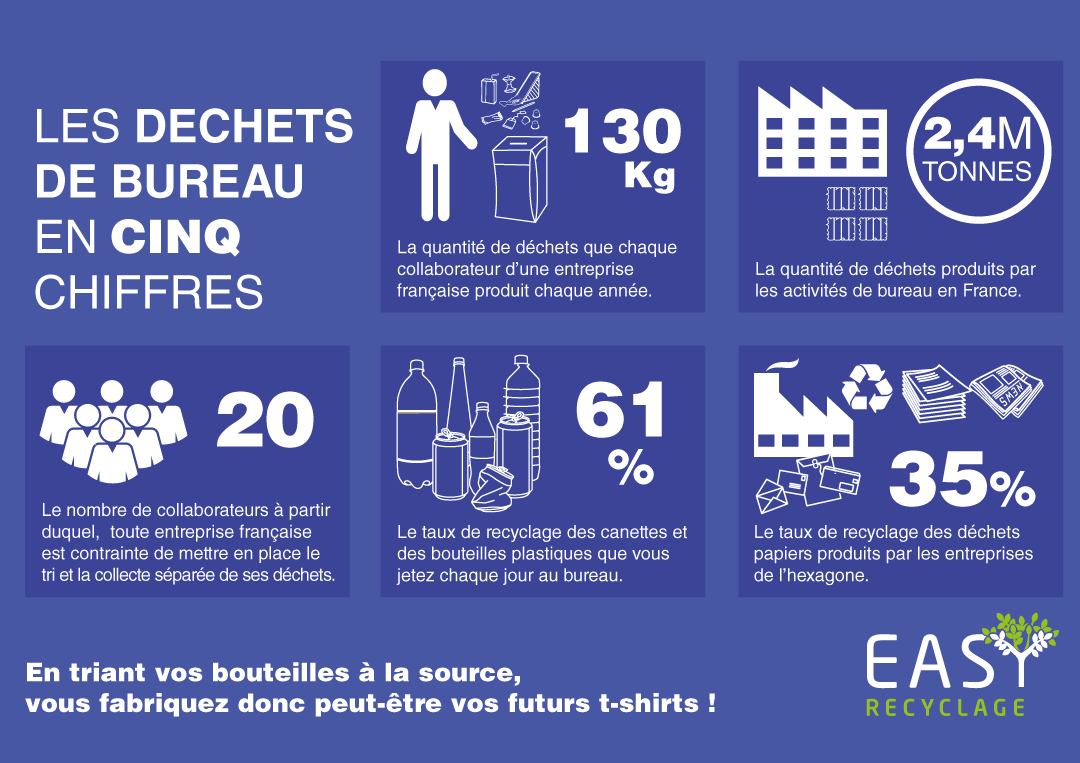 LES DECHETS
DE BUREAU
EN CINQ
CHIFFRES
130
Kg
La quantité de déchets que chaque
collaborateur d'une entreprise
française produit chaque année.
2,4M
TONNES
La quantité de déchets produits par
les activités de bureau en France.
20
Le nombre de collaborateurs à partir
duquel, toute entreprise française
est contrainte de mettre en place le
tri et la collecte séparée de ses déchets.
61
%
Le taux de recyclage des canettes et
des bouteilles plastiques que vous
jetez chaque jour au bureau.
NEWS
35%
Le taux de recyclage des déchets
papiers produits par les entreprises
de l'hexagone.
En triant vos bouteilles à la source,
vous fabriquez donc peut-être vos futurs t-shirts !
EASY
RECYCLAGE